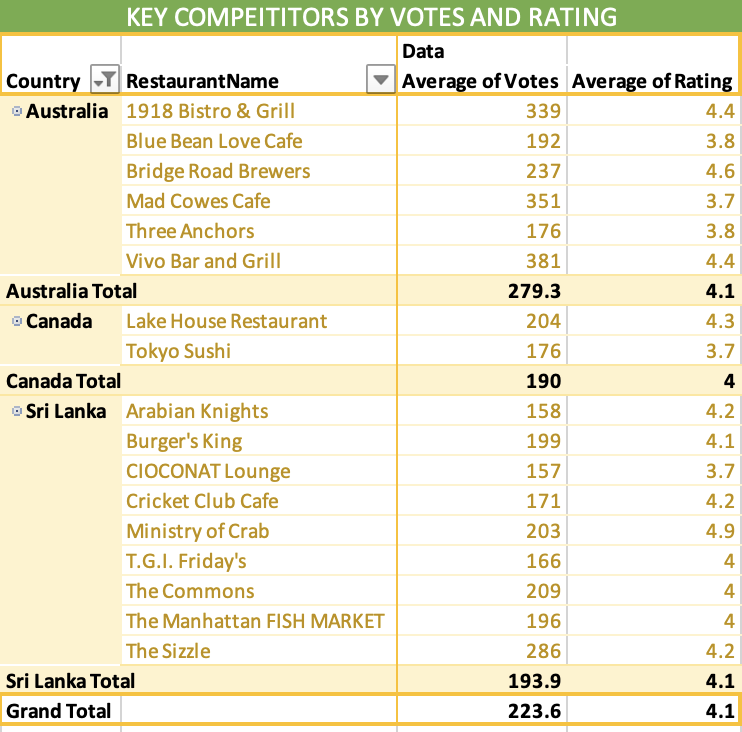 KEY COMPEITITORS BY VOTES AND RATING
Data
Country RestaurantName Average of Votes Average of Rating
Australia 1918 Bistro & Grill 339 4.4
Blue Bean Love Cafe 192 3.8
Bridge Road Brewers 237 4.6
Mad Cowes Cafe 351 3.7
Three Anchors 176 3.8
Vivo Bar and Grill 381 4.4
Australia Total 279.3 4.1
Canada Lake House Restaurant 204 4.3
Tokyo Sushi 176 3.7
Canada Total 190 4
Sri Lanka Arabian Knights 158 4.2
Burger's King 199 4.1
CIOCONAT Lounge 157 3.7
Cricket Club Cafe 171 4.2
Ministry of Crab 203 4.9
T.G.I. Friday's 166 4
The Commons 209 4
The Manhattan FISH MARKET 196 4
The Sizzle 286 4.2
Sri Lanka Total 193.9 4.1
Grand Total 223.6 4.1